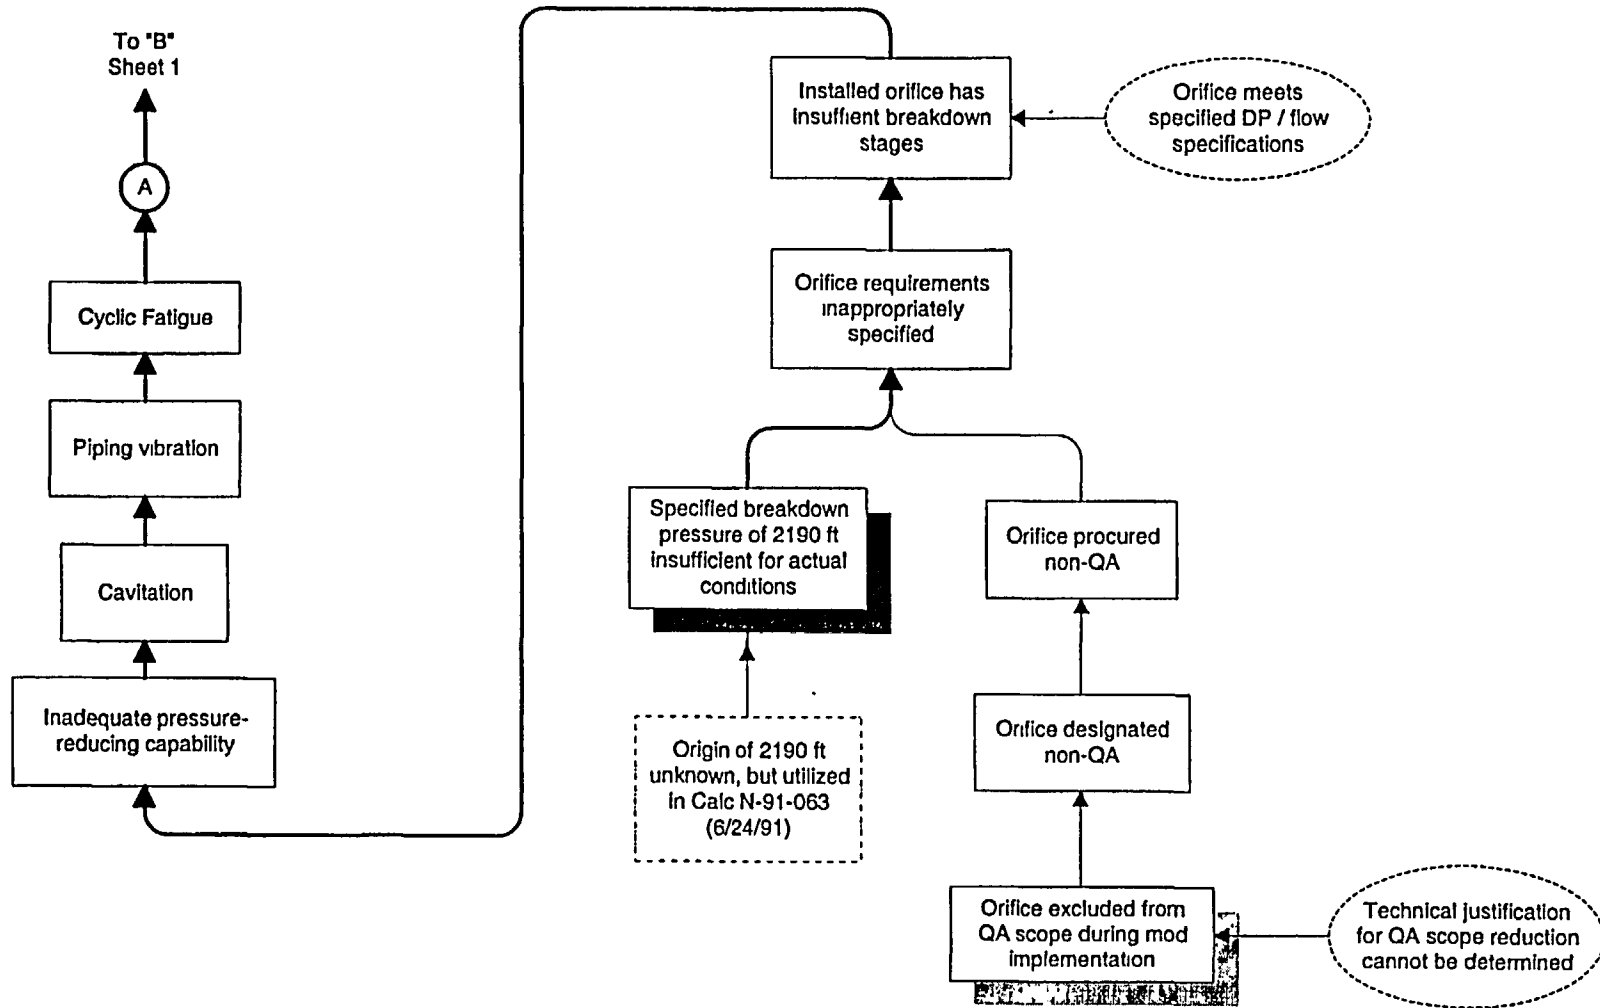 To "B"
Sheet 1
A
Cyclic Fatigue
Piping vibration
Cavitation
Inadequate pressure-
reducing capability
Installed orifice has
insuffient breakdown
stages
Orifice meets
specified DP / flow
specifications
Orifice requirements
inappropriately
specified
Specified breakdown
pressure of 2190 ft
insufficient for actual
conditions
Orifice procured
non-QA
Origin of 2190 ft
unknown, but utilized
in Calc N-91-063
(6/24/91)
Orifice designated
non-QA
Orifice excluded from
QA scope during mod
implementation
Technical justification
for QA scope reduction
cannot be determined